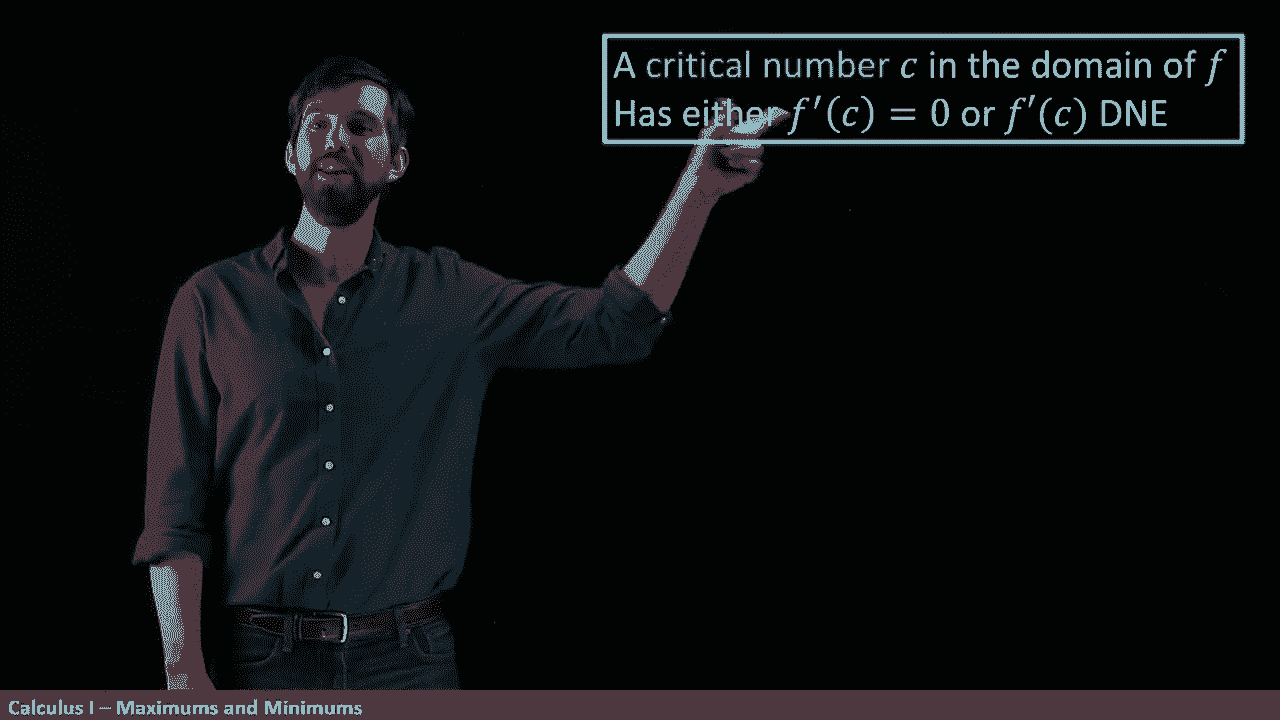 A critical number c in the domain of f
Has either f′(c) = 0 or f′(c) DNE
Calculus I – Maximums and Minimums